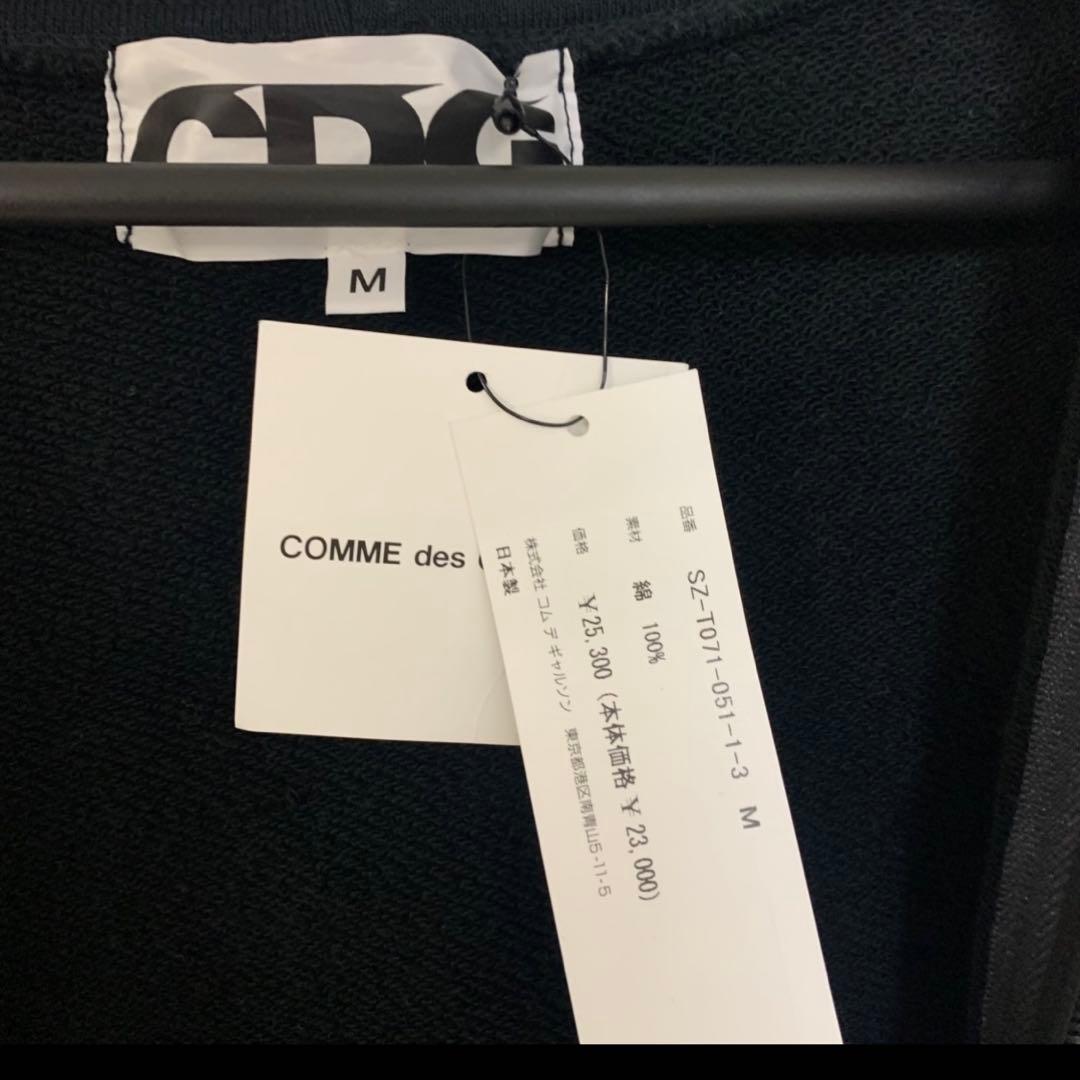 CDG
M
COMME des
品番 SZ-T071-051-1-3 M
素材 綿 100%
価格 ￥25,300 (本体価格 ￥ 23,000)
株式会社 コム デ ギャルソン 東京都港区南青山5-11-5
日本製